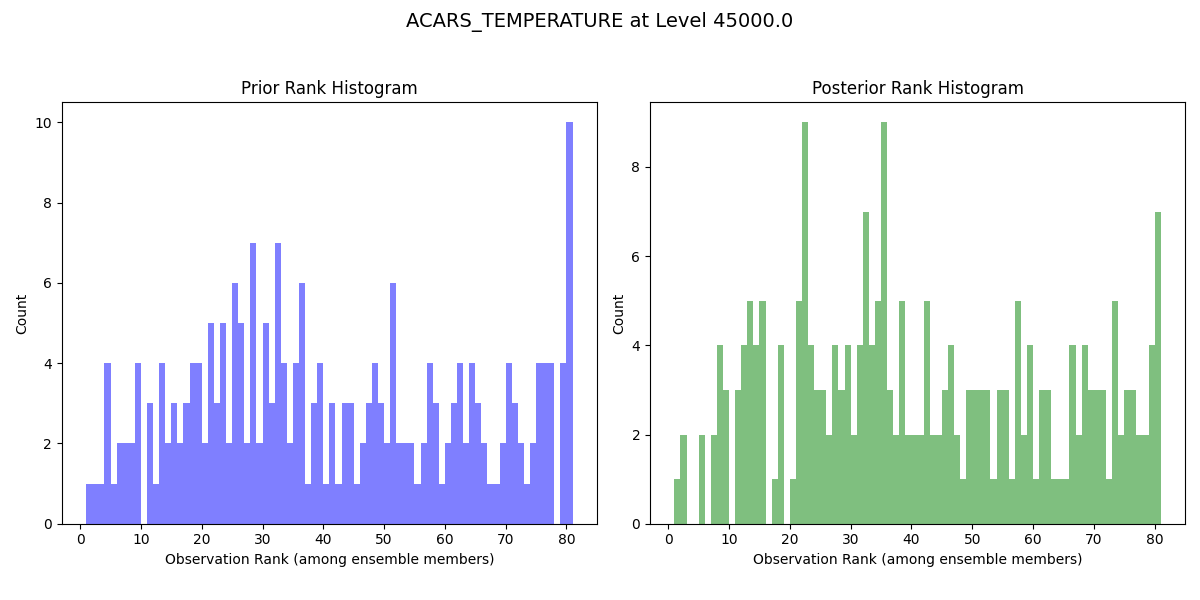 ACARS_TEMPERATURE at Level 45000.0
Prior Rank Histogram
Posterior Rank Histogram
Count
10
8
6
4
2
0
0 10 20 30 40 50 60 70 80
Observation Rank (among ensemble members)
Count
8
6
4
2
0
0 10 20 30 40 50 60 70 80
Observation Rank (among ensemble members)